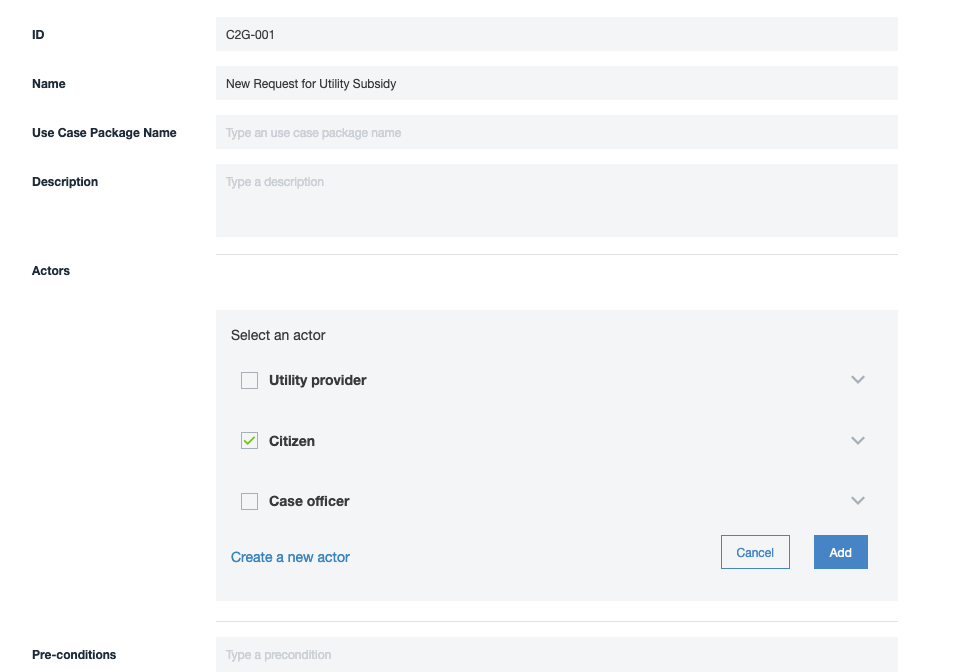 ID
C2G-001
Name
New Request for Utility Subsidy
Use Case Package Name
Type an use case package name
Description
Type a description
Actors
Select an actor
Utility provider
Citizen
Case officer
Create a new actor
Cancel
Add
Pre-conditions
Type a precondition